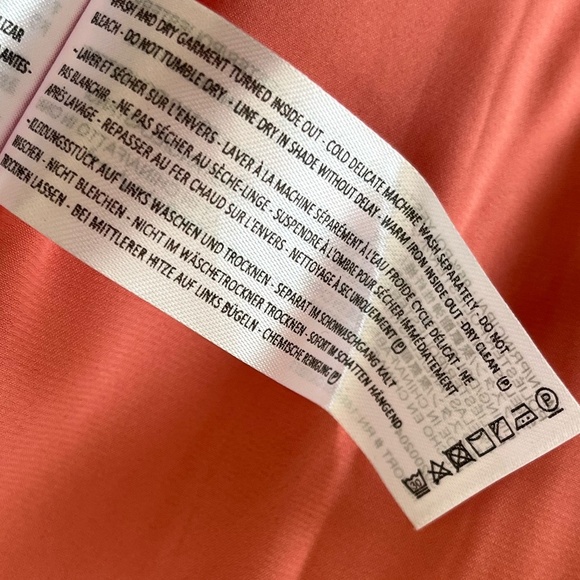 LIZAR
ANTES-
WASH AND DRY GARMENT TURNED INSIDE OUT - COLD DELICATE MACHINE WASH SEPARATELY - DO NOT
BLEACH - DO NOT TUMBLE DRY - LINE DRY IN SHADE WITHOUT DELAY - WARM IRON INSIDE OUT - DRY CLEAN Ⓟ
- LAVER ET SÉCHER SUR L'ENVERS - LAVER À LA MACHINE SÉPARÉMENT À L'EAU FROIDE CYCLE DÉLICAT - NE
PAS BLANCHIR - NE PAS SÉCHER AU SÈCHE-LINGE - SUSPENDRE À L'OMBRE POUR SÉCHER IMMÉDIATEMENT
APRÈS LAVAGE - REPASSER AU FER CHAUD SUR L'ENVERS - NETTOYAGE À SEC UNIQUEMENT Ⓟ
- KLEIDUNGSSTÜCK AUF LINKS WASCHEN UND TROCKNEN - SEPARAT IM SCHONWASCHGANG KALT
WASCHEN - NICHT BLEICHEN - NICHT IM WÄSCHETROCKNER TROCKNEN - SOFORT IM SCHATTEN HÄNGEND
TROCKNEN LASSEN - BEI MITTLERER HITZE AUF LINKS BÜGELN - CHEMISCHE REINIGUNG Ⓟ